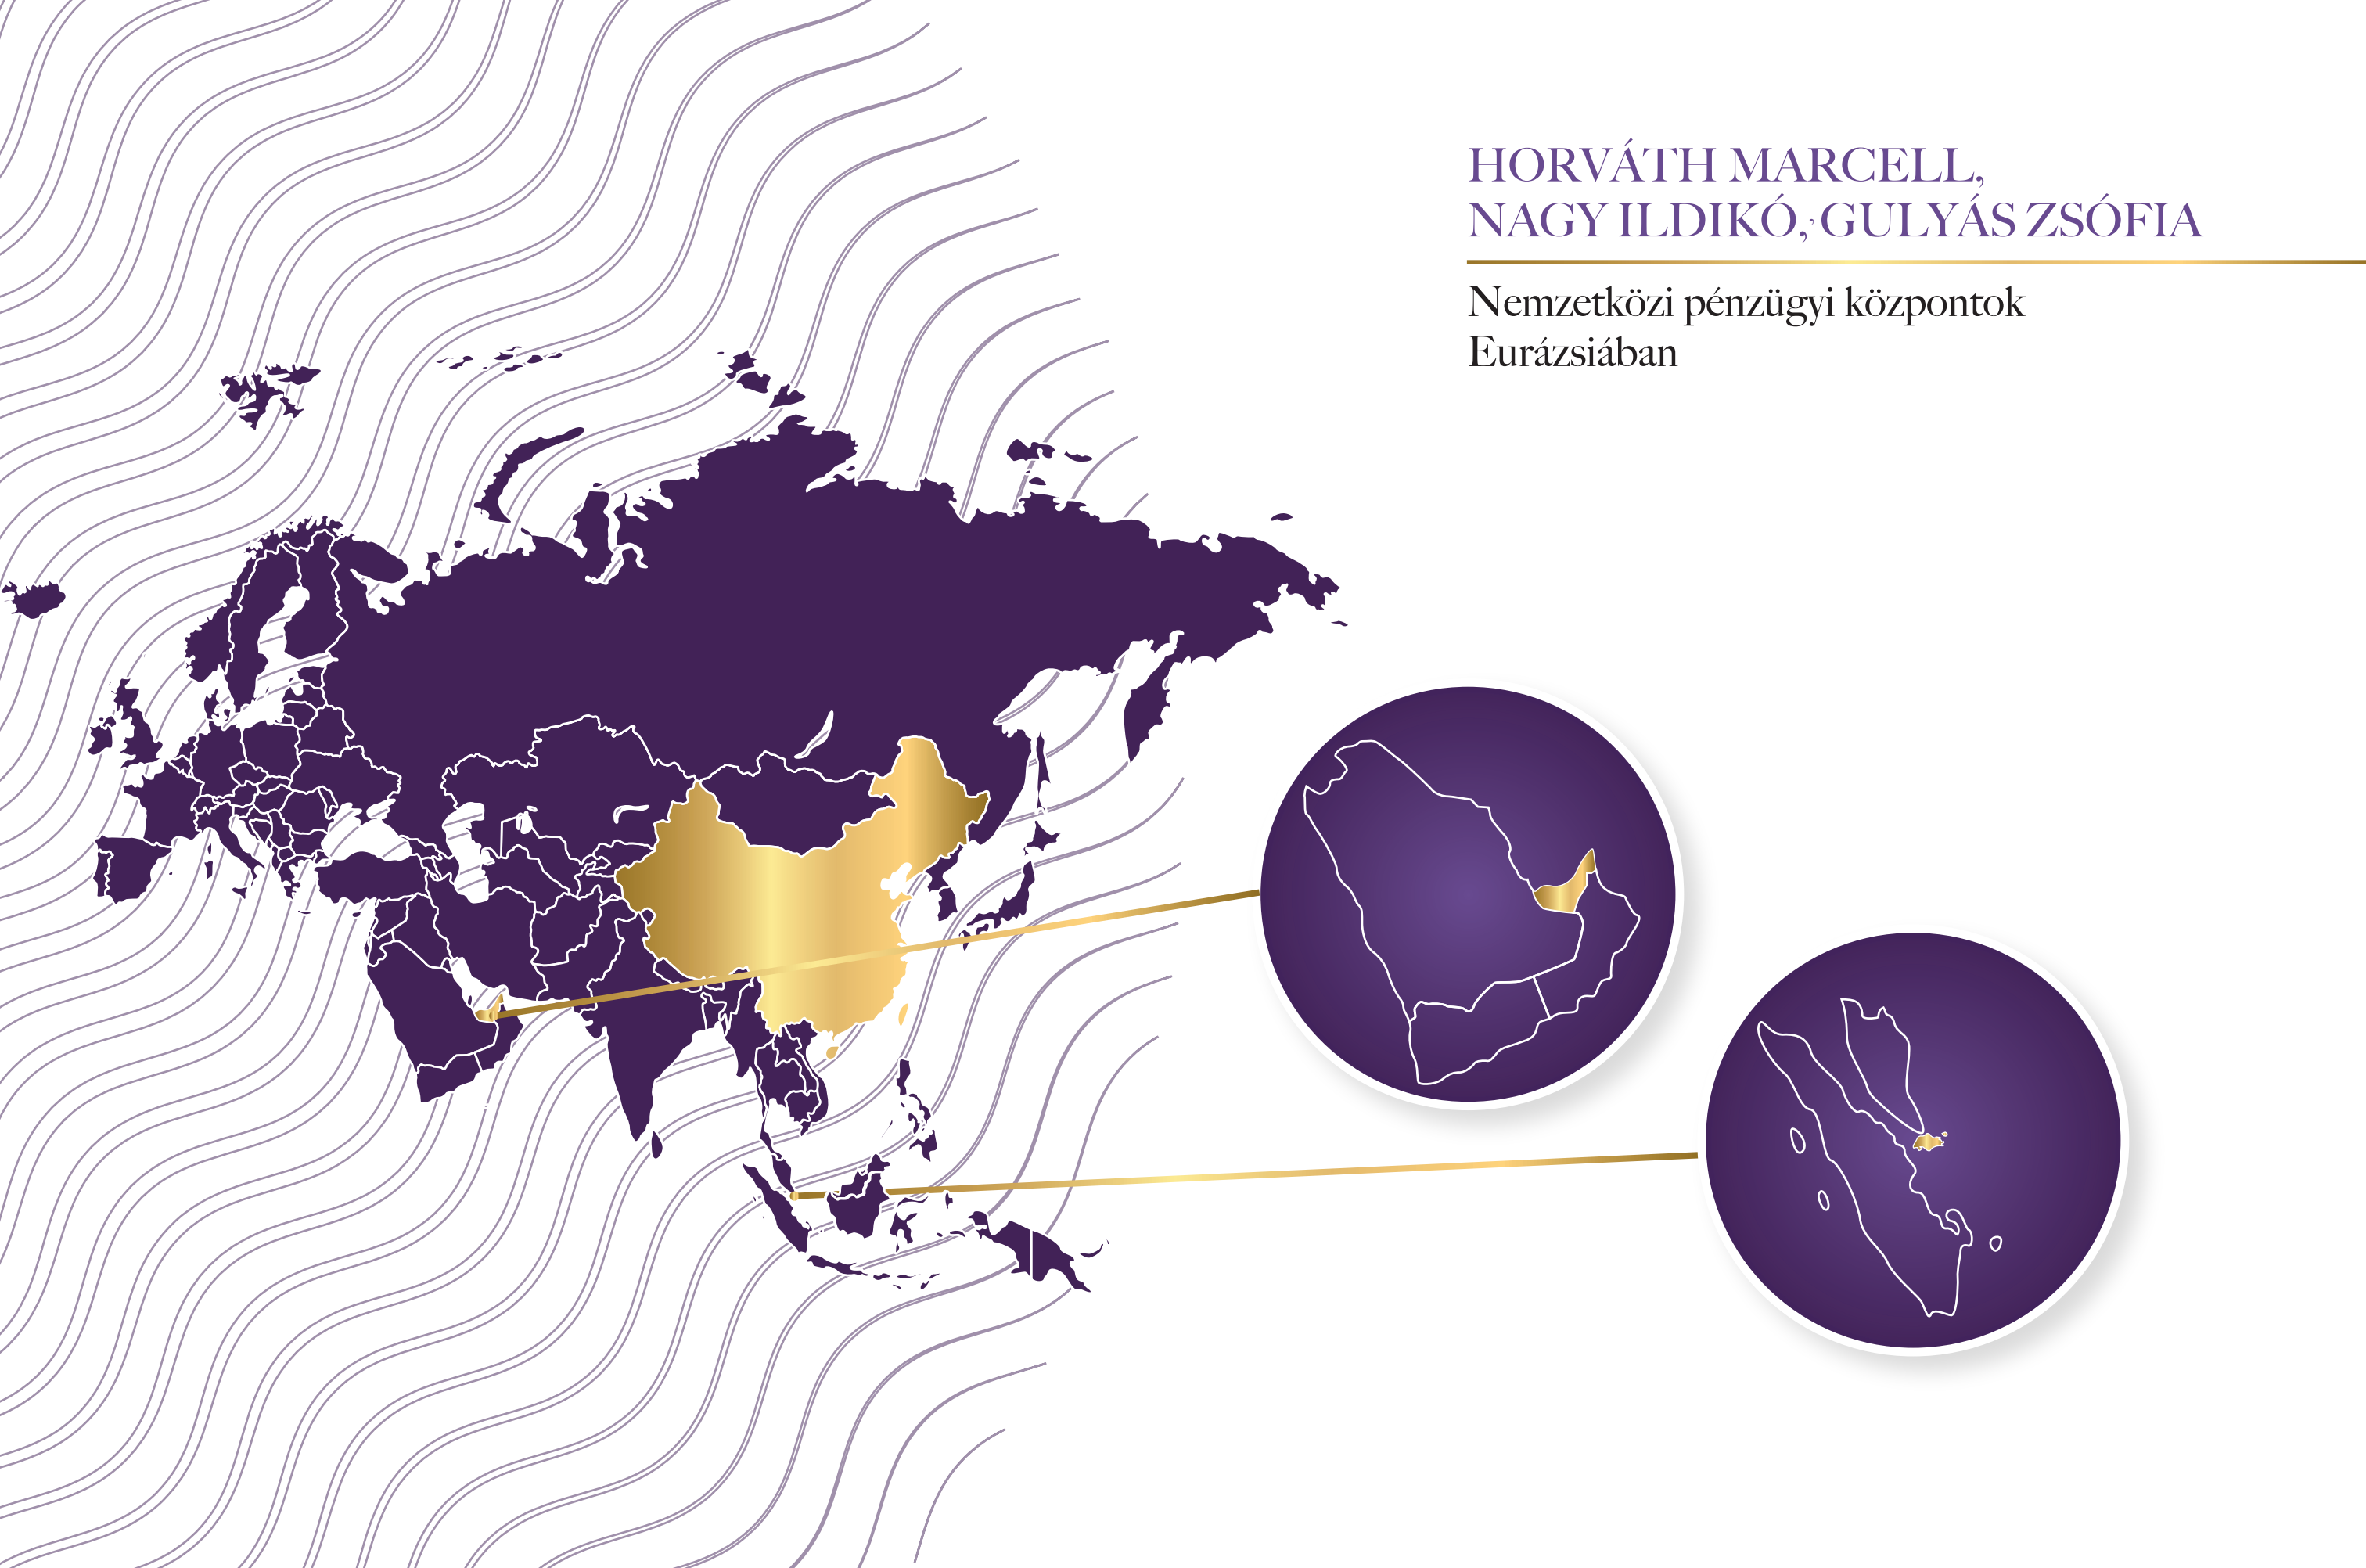 HORVÁTH MARCELL,
NAGY ILDIKÓ,, GULYÁS ZSÓFIA
Nemzetközi pénzügyi központok
Eurázsiában